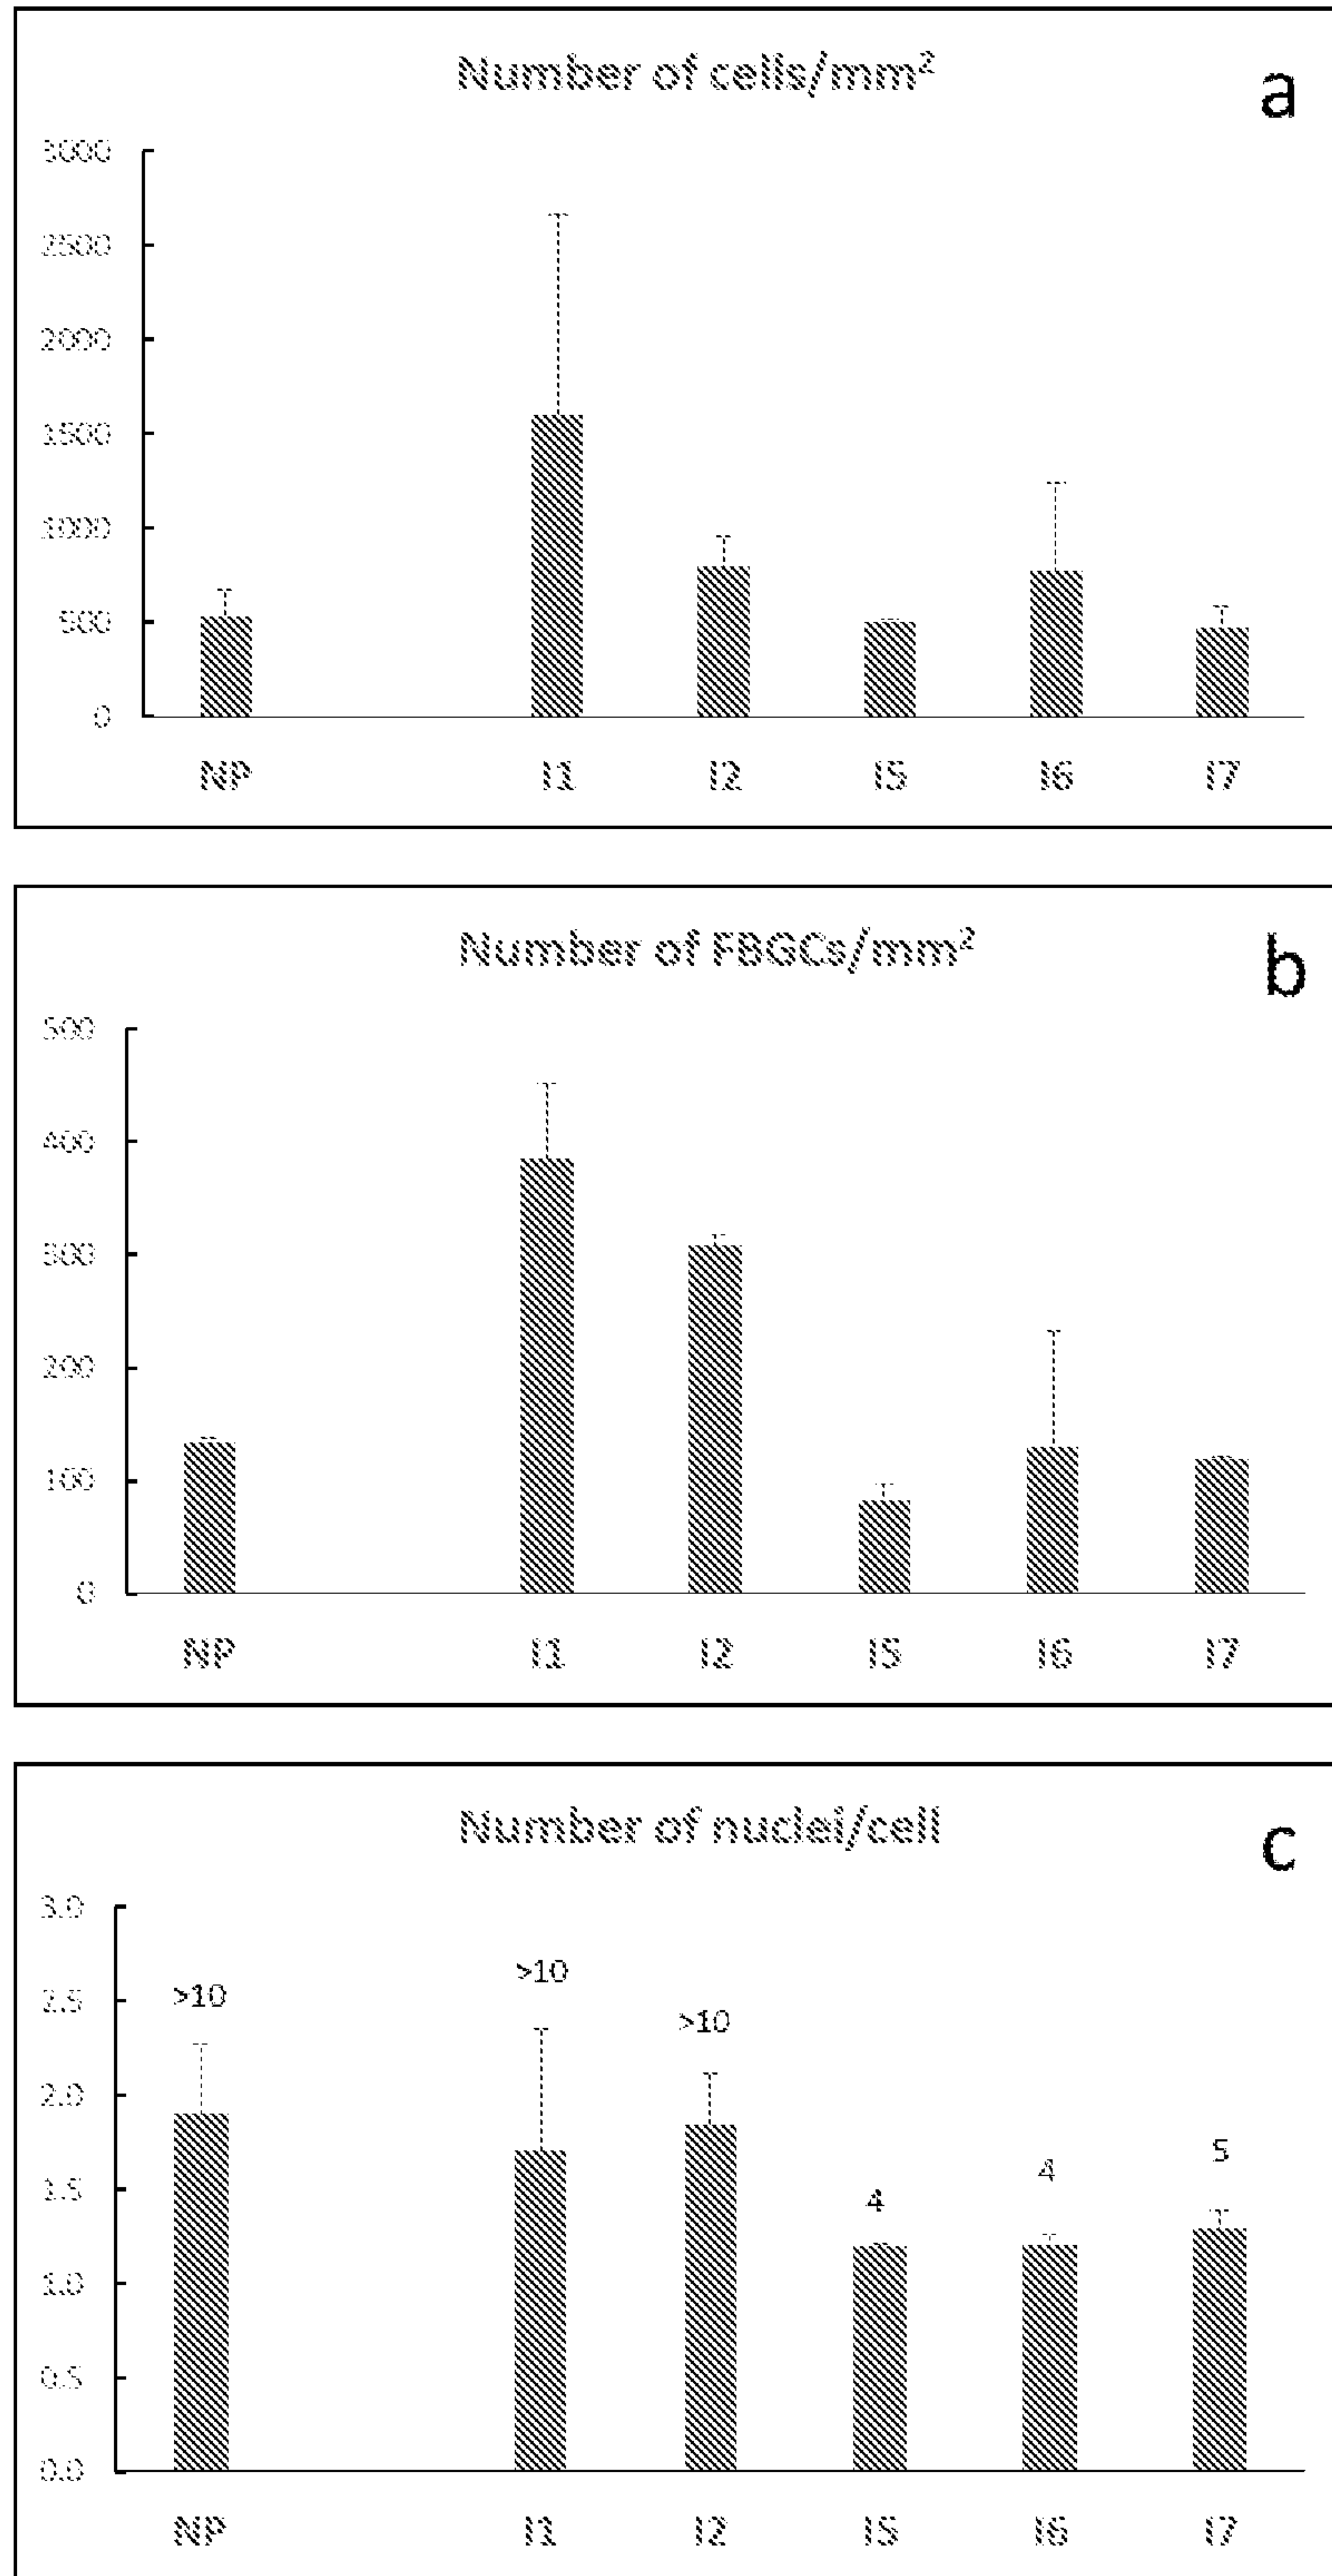 Number of cells/mm²
a
3000
2500
2000
1500
1000
500
0
NP I1 I2 I5 I6 I7
Number of FBGCs/mm²
b
500
400
300
200
100
0
NP I1 I2 I5 I6 I7
Number of nuclei/cell
c
3.0
>10
>10
2.5
>10
2.0
5
4
1.5
4
1.0
0.5
0.0
NP I1 I2 I5 I6 I7